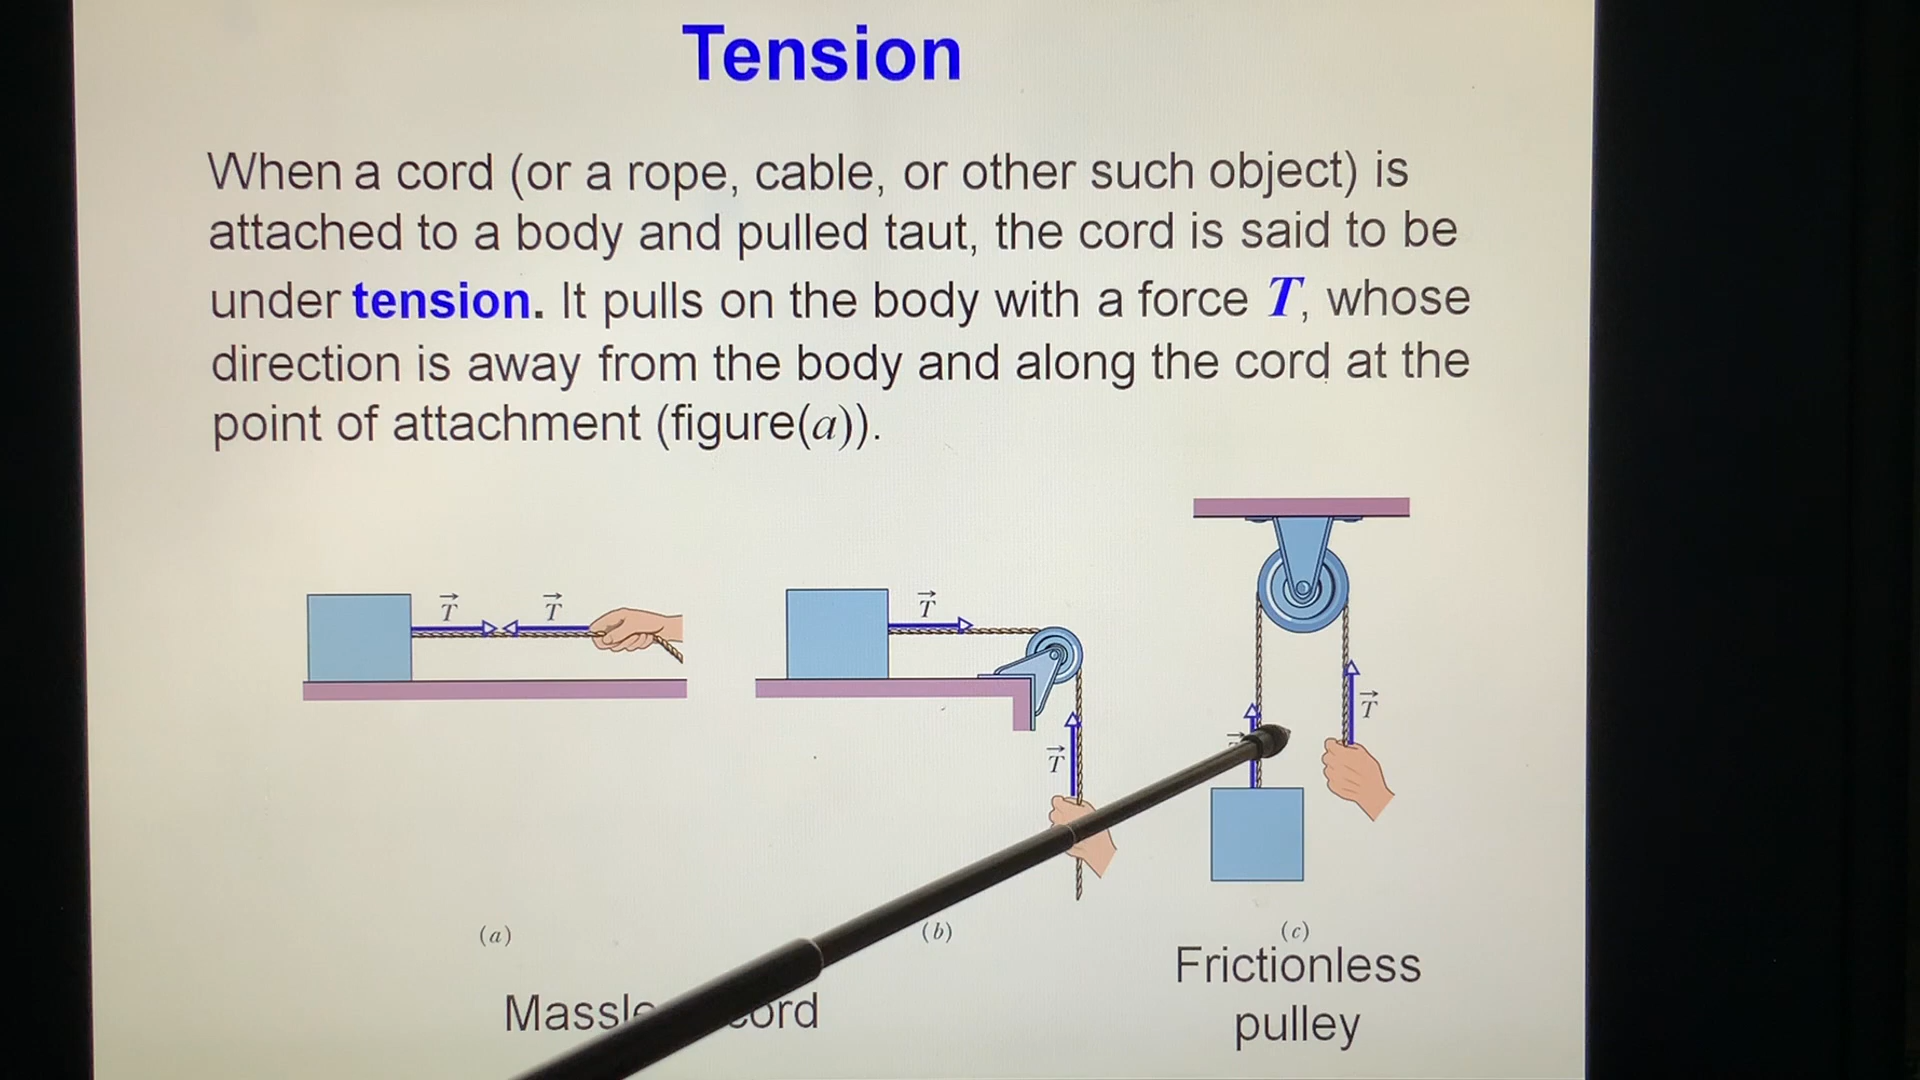 Tension
When a cord (or a rope, cable, or other such object) is
attached to a body and pulled taut, the cord is said to be
under tension. It pulls on the body with a force T, whose
direction is away from the body and along the cord at the
point of attachment (figure(a)).
T T
T
T
T
(a)
(b)
(c)
Frictionless
pulley